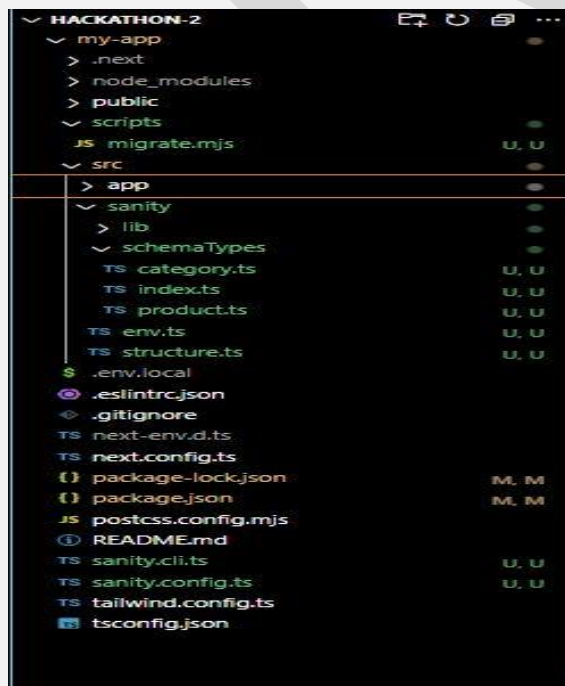 HACKATHON-2
my-app
.next
node_modules
public
scripts
JS migrate.mjs U, U
src
app
sanity
lib
schemaTypes
TS category.ts U, U
TS index.ts U, U
TS product.ts U, U
TS env.ts U, U
TS structure.ts U, U
$ .env.local
.eslintrc.json
.gitignore
TS next-env.d.ts
TS next.config.ts
{} package-lock.json M, M
{} package.json M, M
JS postcss.config.mjs
README.md
TS sanity.cli.ts U, U
TS sanity.config.ts U, U
TS tailwind.config.ts
TS tsconfig.json